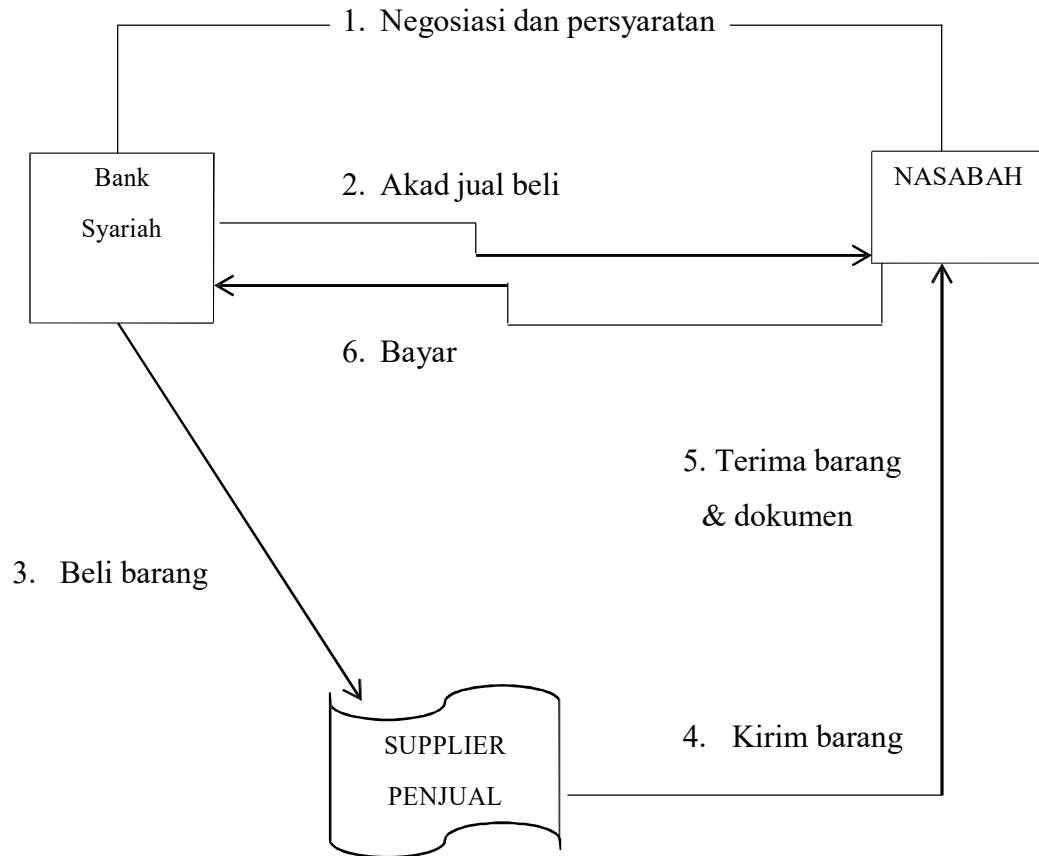 1. Negosiasi dan persyaratan
Bank
Syariah
2. Akad jual beli
NASABAH
6. Bayar
5. Terima barang
& dokumen
3. Beli barang
SUPPLIER
PENJUAL
4. Kirim barang